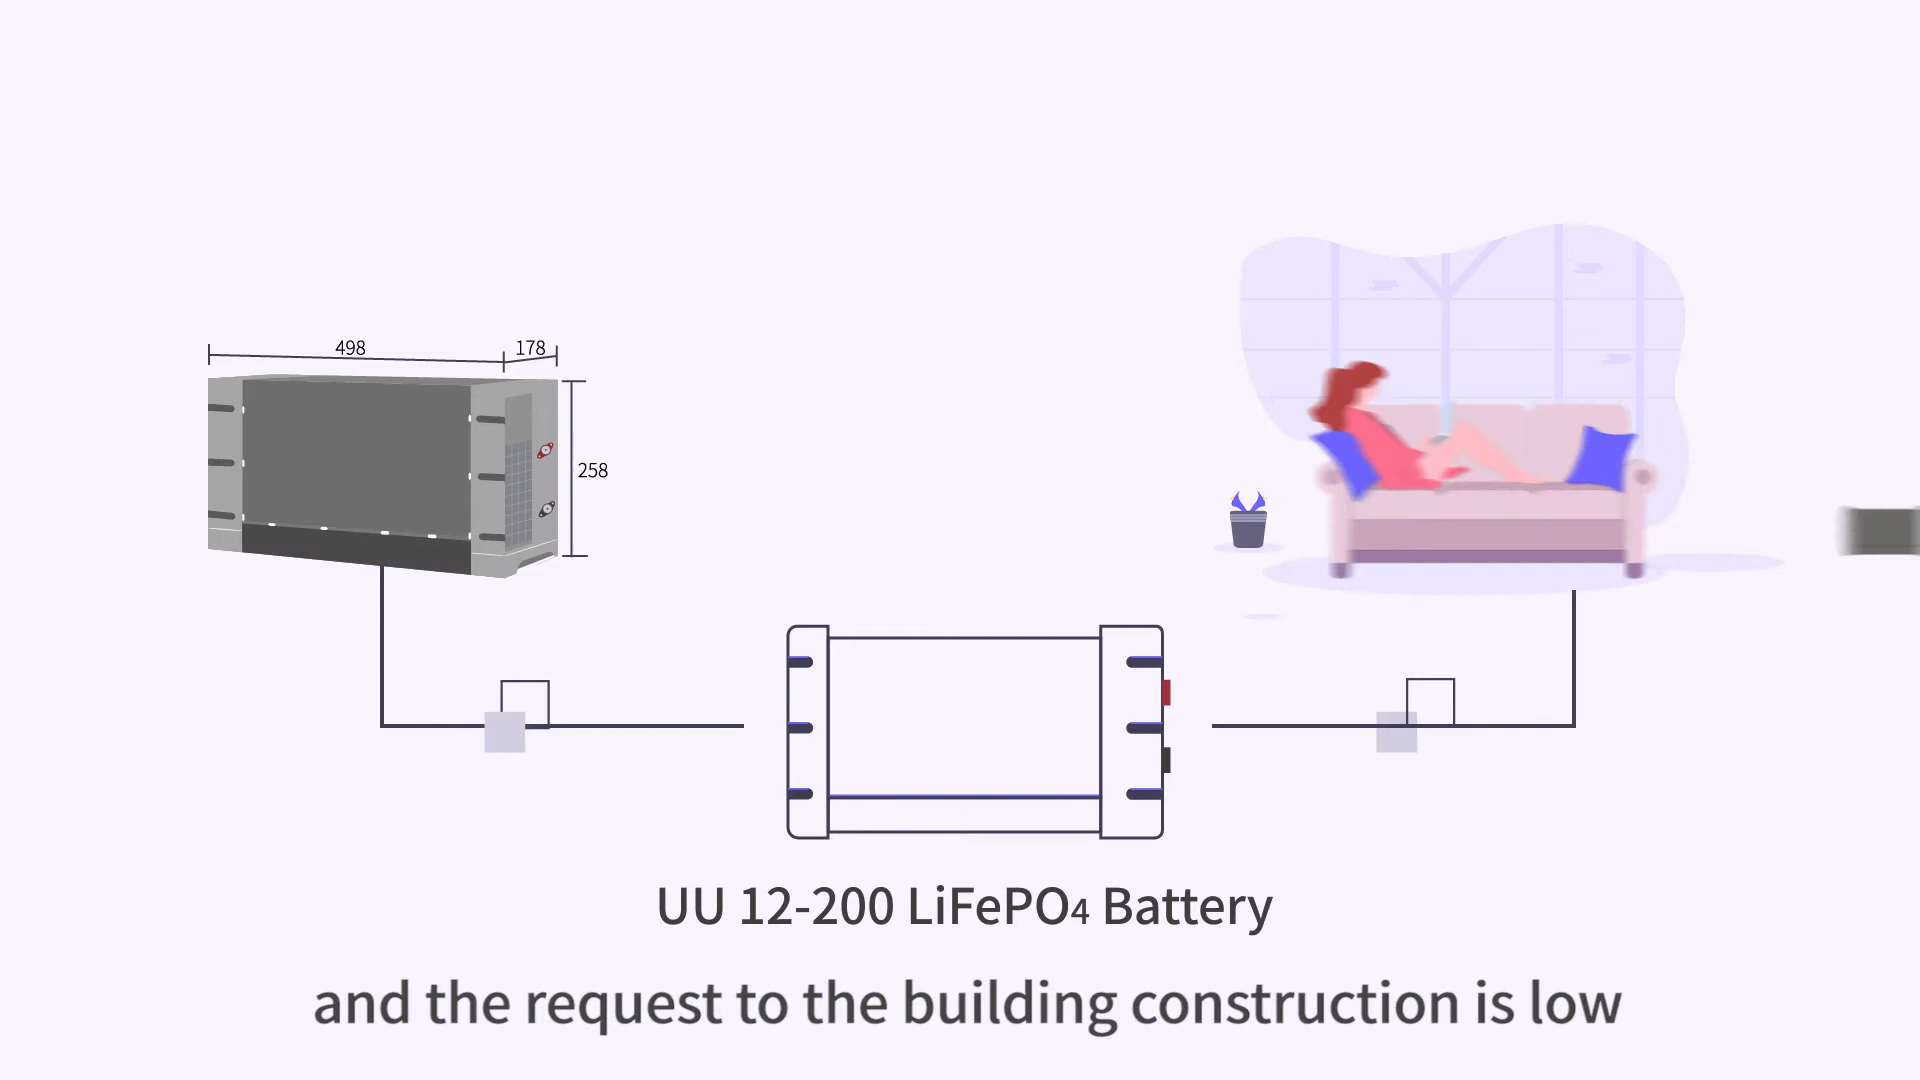 498
178
258
UU 12-200 LiFePO4 Battery
and the request to the building construction is low